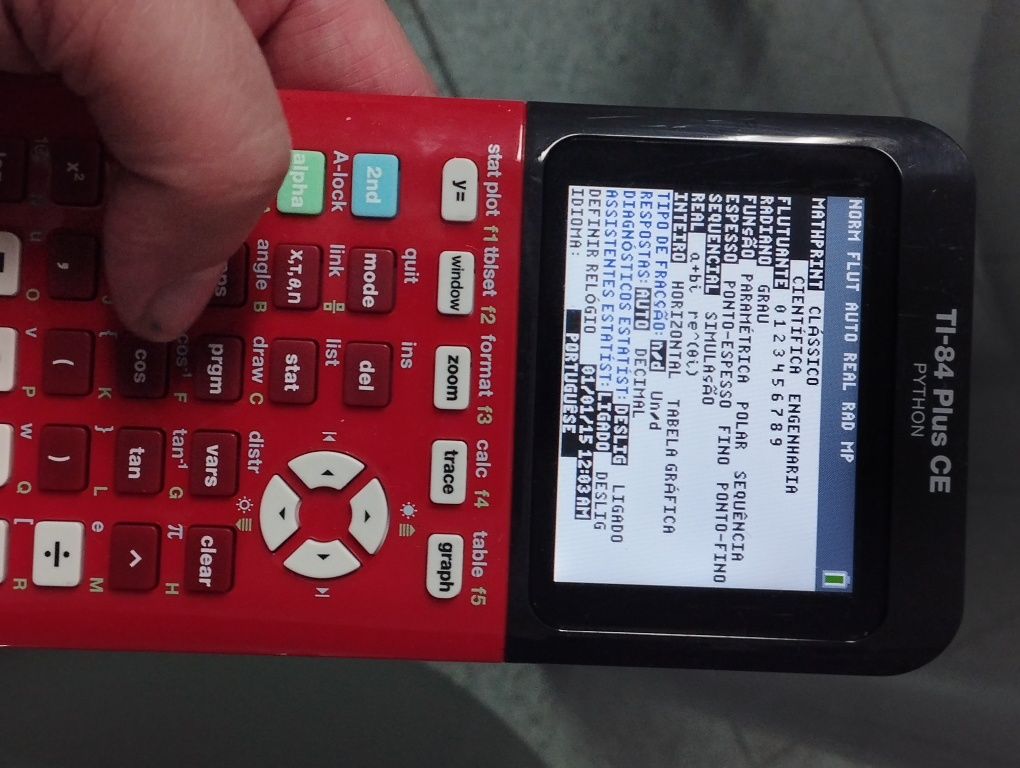 TI-84 Plus CE
PYTHON
NORM FLUT AUTO REAL RAD MP
MATHPRINT CLÁSSICO
CIENTÍFICA ENGENHARIA
FLUTUANTE 0 1 2 3 4 5 6 7 8 9
RADIANO GRAU
FUNSÃO PARAMÉTRICA POLAR SEQUÊNCIA
ESPESSO PONTO-ESPESSO FINO PONTO-FINO
SEQUENCIAL SIMULASÃO
REAL a+bi re^(θi)
INTEIRO HORIZONTAL TABELA GRÁFICA
TIPO DE FRACÇÃO: n/d Un/d
RESPOSTAS: AUTO DECIMAL
DIAGNÓSTICOS ESTATÍST: DESLIG LIGADO
ASSISTENTES ESTATÍST: LIGADO DESLIG
DEFINIR RELÓGIO 01/01/15 12:03 AM
IDIOMA: PORTUGUESE
stat plot f1 tblset f2 format f3 calc f4 table f5
y= window zoom trace graph
quit ins
2nd mode del
A-lock link list
alpha X,T,θ,n stat
angle B draw C distr
prgm vars clear
cos⁻¹ F tan⁻¹ G π H
cos tan ^
{ K } L e M
x² , ( ) ÷
O v P w Q [ R